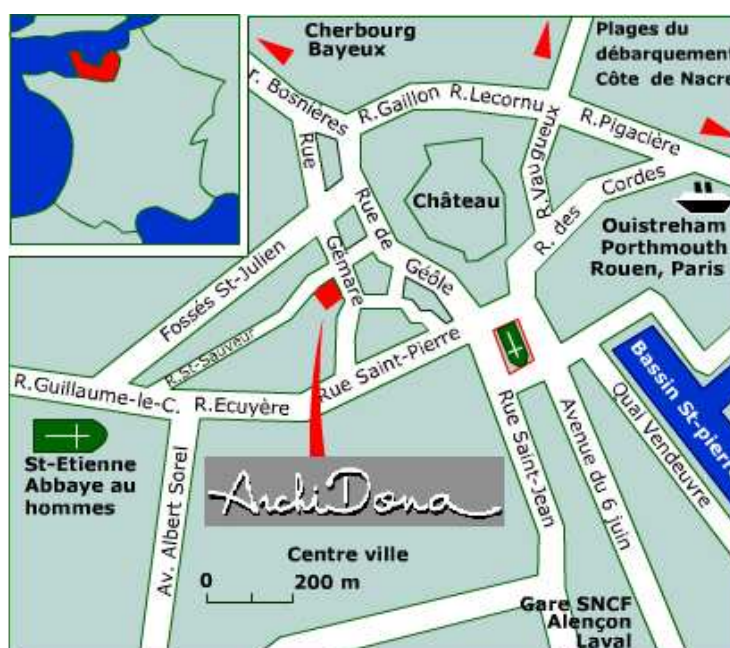 Cherbourg
Bayeux
Plages du
débarquement
Côte de Nacre
r. Bosnieres
R.Gaillon
R.Lecornu
R.Pigacière
Rue
R.Vaugueux
Château
Rue de
Géôle
R. des
Cordes
Ouistreham
Porthmouth
Rouen, Paris
Fossés St-Julien
Gémare
R.St-Sauveur
Rue Saint-Pierre
R.Guillaume-le-C.
R.Ecuyère
Bassin St-pierre
Quai Vendeuvre
Rue Saint-Jean
Avenue du 6 juin
St-Etienne
Abbaye au
hommes
Av. Albert Sorel
ArchiDona
Centre ville
0
200 m
Gare SNCF
Alençon
Laval